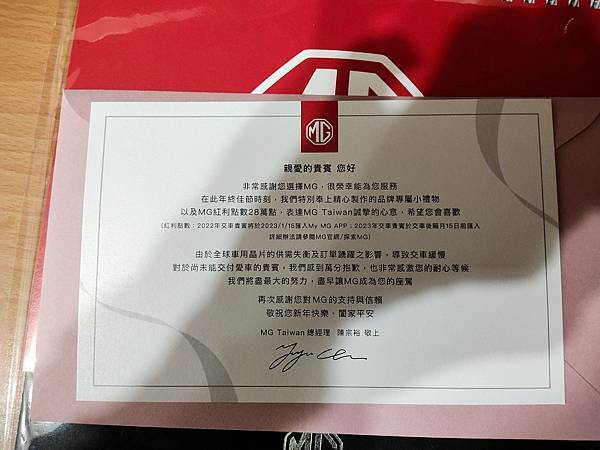 MG
MG
親愛的貴賓 您好
非常感謝您選擇MG，很榮幸能為您服務
在此年終佳節時刻，我們特別奉上精心製作的品牌專屬小禮物
以及MG紅利點數28萬點，表達MG Taiwan誠摯的心意，希望您會喜歡
(紅利點數：2022年交車貴賓將於2023/1/15匯入My MG APP；2023年交車貴賓於交車後隔月15日前匯入
詳細辦法請參閱MG官網/探索MG)
由於全球車用晶片的供需失衡及訂單踴躍之影響，導致交車緩慢
對於尚未能交付愛車的貴賓，我們感到萬分抱歉，也非常感激您的耐心等候
我們將盡最大的努力，盡早讓MG成為您的座駕
再次感謝您對MG的支持與信賴
敬祝您新年快樂、闔家平安
MG Taiwan 總經理 陳宗裕 敬上
MG